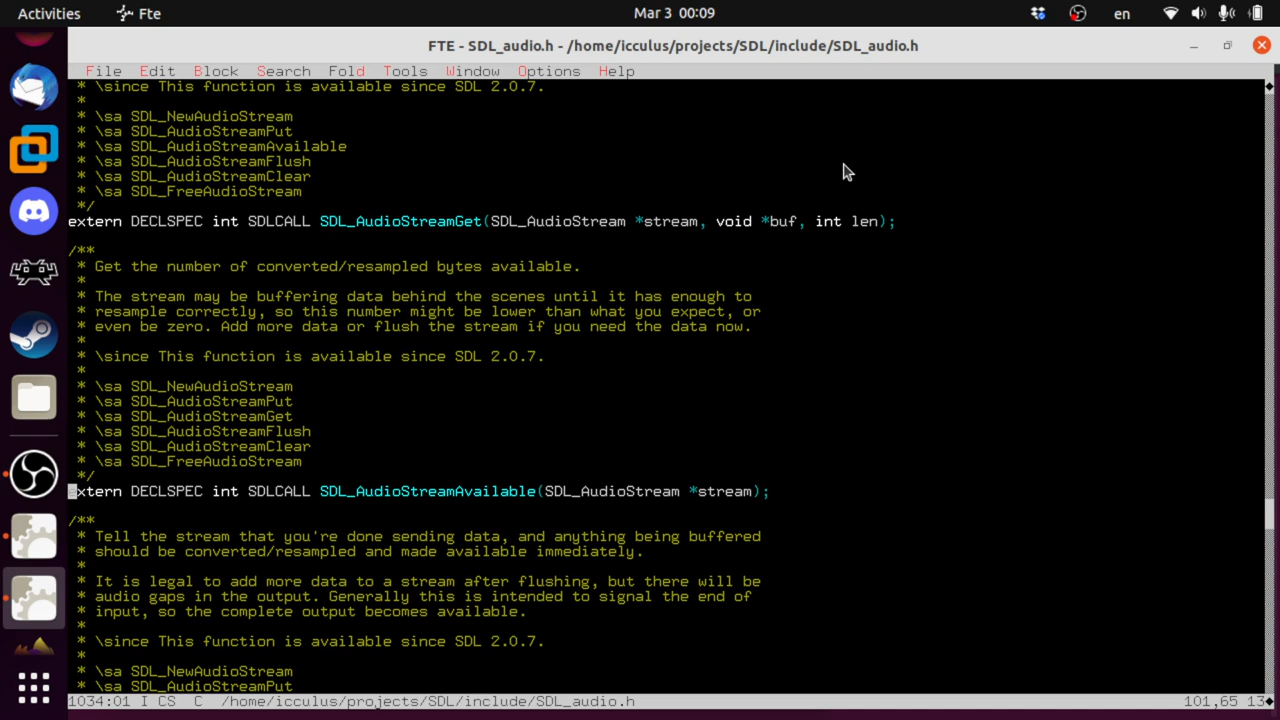 Activities Fte Mar 3 00:09 en
FTE - SDL_audio.h - /home/icculus/projects/SDL/include/SDL_audio.h
File Edit Block Search Fold Tools Window Options Help
* \since This function is available since SDL 2.0.7.
*
* \sa SDL_NewAudioStream
* \sa SDL_AudioStreamPut
* \sa SDL_AudioStreamAvailable
* \sa SDL_AudioStreamFlush
* \sa SDL_AudioStreamClear
* \sa SDL_FreeAudioStream
*/
extern DECLSPEC int SDLCALL SDL_AudioStreamGet(SDL_AudioStream *stream, void *buf, int len);
/**
* Get the number of converted/resampled bytes available.
*
* The stream may be buffering data behind the scenes until it has enough to
* resample correctly, so this number might be lower than what you expect, or
* even be zero. Add more data or flush the stream if you need the data now.
*
* \since This function is available since SDL 2.0.7.
*
* \sa SDL_NewAudioStream
* \sa SDL_AudioStreamPut
* \sa SDL_AudioStreamGet
* \sa SDL_AudioStreamFlush
* \sa SDL_AudioStreamClear
* \sa SDL_FreeAudioStream
*/
extern DECLSPEC int SDLCALL SDL_AudioStreamAvailable(SDL_AudioStream *stream);
/**
* Tell the stream that you're done sending data, and anything being buffered
* should be converted/resampled and made available immediately.
*
* It is legal to add more data to a stream after flushing, but there will be
* audio gaps in the output. Generally this is intended to signal the end of
* input, so the complete output becomes available.
*
* \since This function is available since SDL 2.0.7.
*
* \sa SDL_NewAudioStream
* \sa SDL_AudioStreamPut
1034:01 I CS C /home/icculus/projects/SDL/include/SDL_audio.h 101,65 13